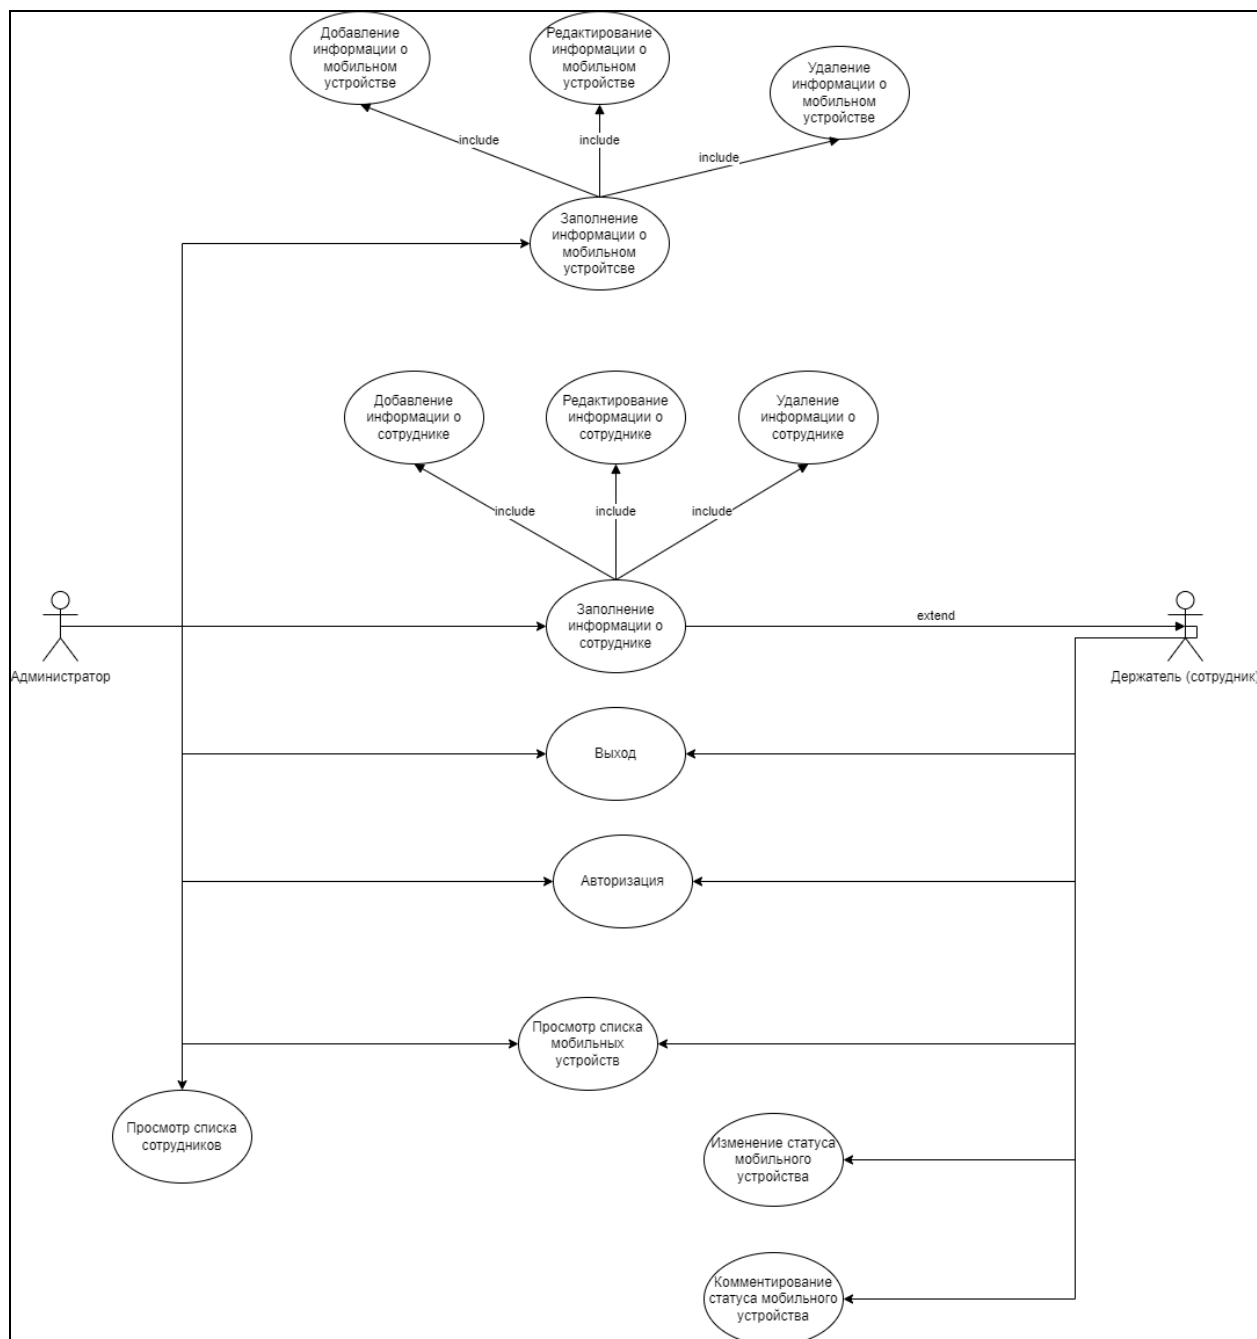 Добавление
информации о
мобильном
устройстве
Редактирование
информации о
мобильном
устройстве
Удаление
информации о
мобильном
устройстве
include
include
include
Заполнение
информации о
мобильном
устройтсве
Добавление
информации о
сотруднике
Редактирование
информации о
сотруднике
Удаление
информации о
сотруднике
include
include
include
Заполнение
информации о
сотруднике
extend
Администратор
Держатель (сотрудник)
Выход
Авторизация
Просмотр списка
мобильных
устройств
Просмотр списка
сотрудников
Изменение статуса
мобильного
устройства
Комментирование
статуса мобильного
устройства